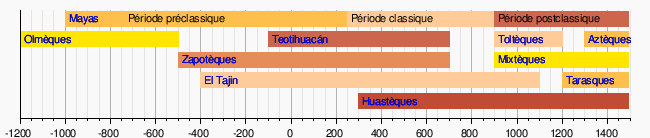 Mayas Période préclassique Période classique Période postclassique
Olmèques Teotihuacán Toltèques Aztèques
Zapotèques Mixtèques
El Tajin Tarasques
Huastèques
-1200 -1000 -800 -600 -400 -200 0 200 400 600 800 1000 1200 1400